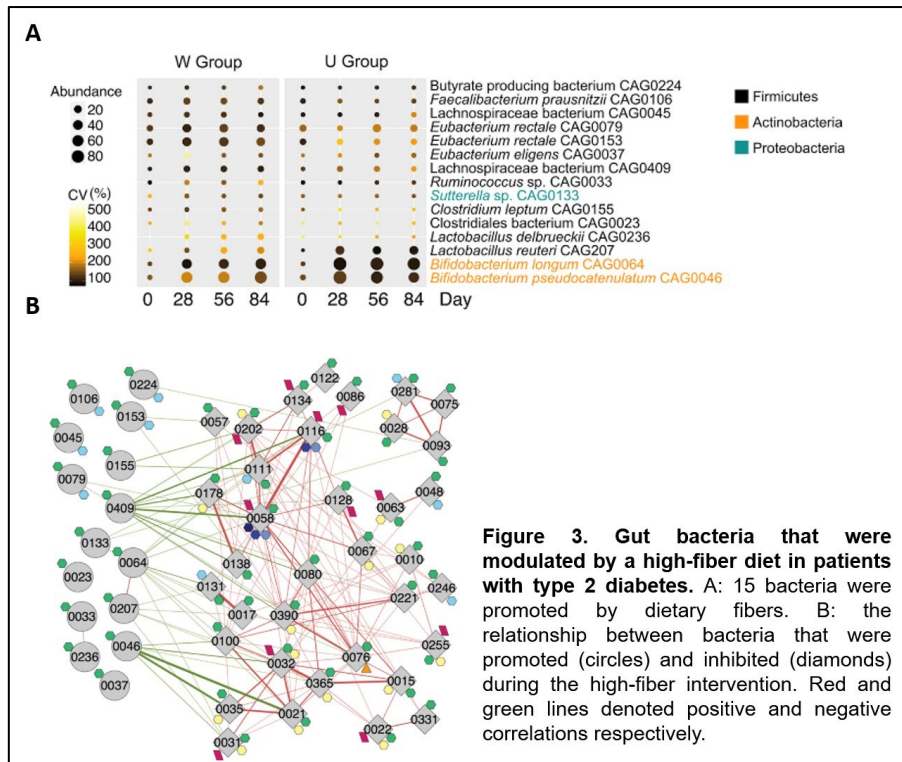 A
W Group U Group
Abundance
20
40
60
80
CV (%)
500
400
300
200
100
Butyrate producing bacterium CAG0224
Faecalibacterium prausnitzii CAG0106
Lachnospiraceae bacterium CAG0045
Eubacterium rectale CAG0079
Eubacterium rectale CAG0153
Eubacterium eligens CAG0037
Lachnospiraceae bacterium CAG0409
Ruminococcus sp. CAG0033
Sutterella sp. CAG0133
Clostridium leptum CAG0155
Clostridiales bacterium CAG0023
Lactobacillus delbrueckii CAG0236
Lactobacillus reuteri CAG207
Bifidobacterium longum CAG0064
Bifidobacterium pseudocatenulatum CAG0046
0 28 56 84 0 28 56 84 Day
Firmicutes
Actinobacteria
Proteobacteria
B
0122
0224 0134 0086 0281
0106 0075
0153 0057 0202 0116 0028
0045 0093
0155 0111
0079 0178 0128 0048
0409 0058 0063
0133 0067
0064 0138 0080 0010
0023 0131 0246
0207 0017 0390 0221
0033
0100
0236 0046 0032 0076 0255
0037 0365 0015
0035 0021
0031 0022 0331
Figure 3. Gut bacteria that were
modulated by a high-fiber diet in patients
with type 2 diabetes. A: 15 bacteria were
promoted by dietary fibers. B: the
relationship between bacteria that were
promoted (circles) and inhibited (diamonds)
during the high-fiber intervention. Red and
green lines denoted positive and negative
correlations respectively.